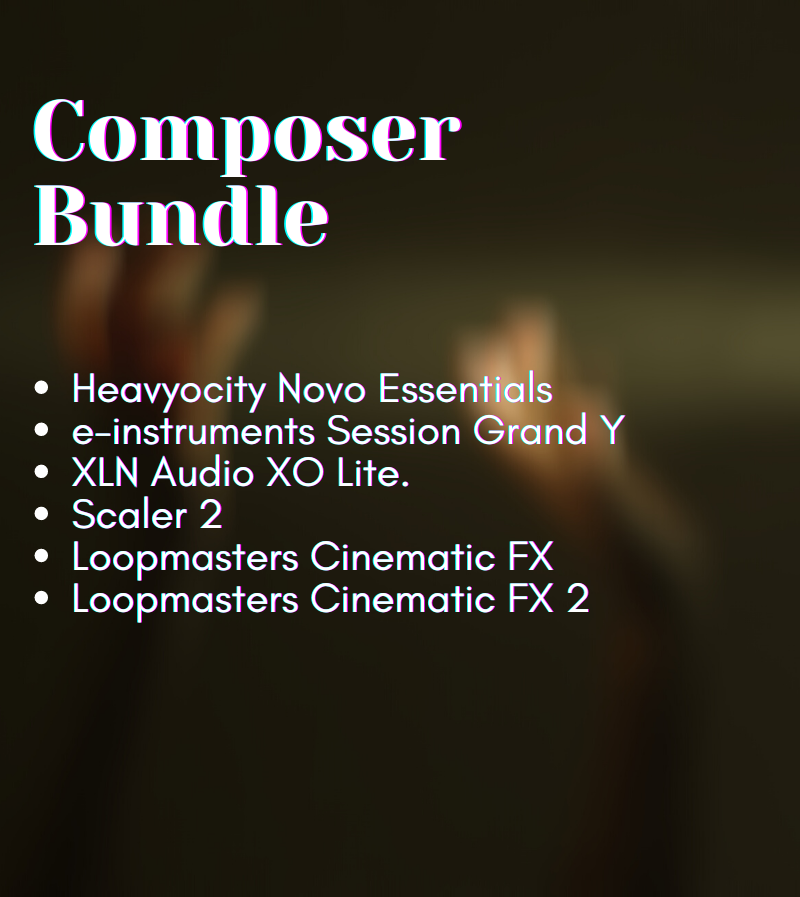 Composer
Bundle
• Heavyocity Novo Essentials
• e-instruments Session Grand Y
• XLN Audio XO Lite.
• Scaler 2
• Loopmasters Cinematic FX
• Loopmasters Cinematic FX 2